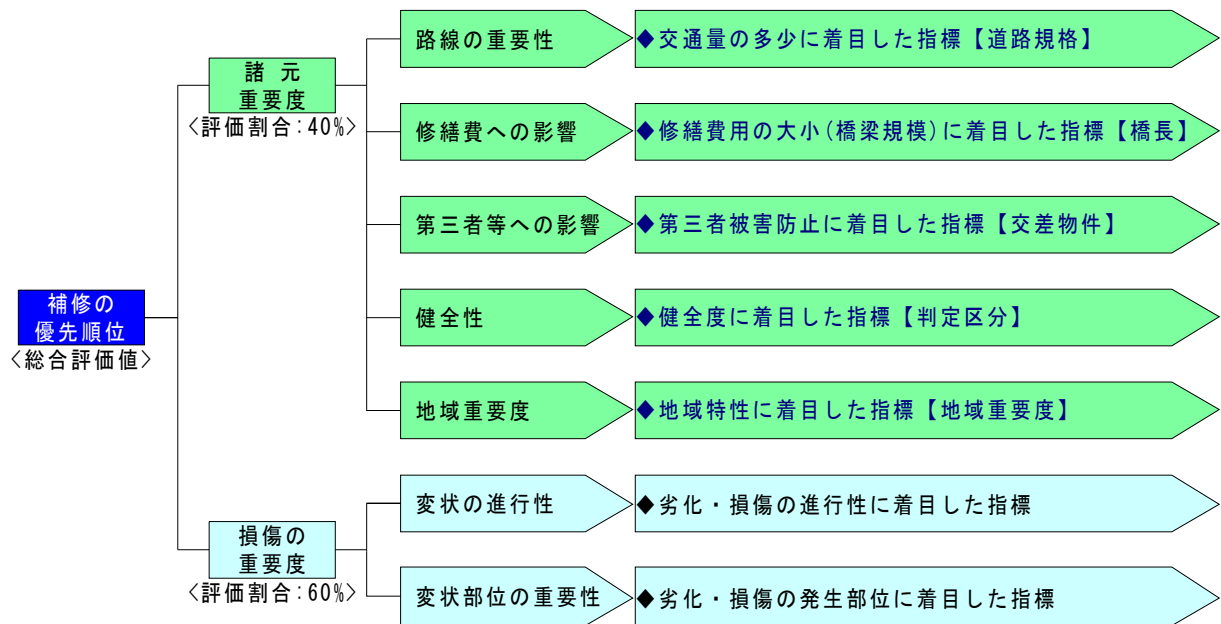 補修の
優先順位
〈総合評価値〉
諸 元
重要度
〈評価割合:40%〉
路線の重要性
◆交通量の多少に着目した指標【道路規格】
修繕費への影響
◆修繕費用の大小(橋梁規模)に着目した指標【橋長】
第三者等への影響
◆第三者被害防止に着目した指標【交差物件】
健全性
◆健全度に着目した指標【判定区分】
地域重要度
◆地域特性に着目した指標【地域重要度】
損傷の
重要度
〈評価割合:60%〉
変状の進行性
◆劣化・損傷の進行性に着目した指標
変状部位の重要性
◆劣化・損傷の発生部位に着目した指標